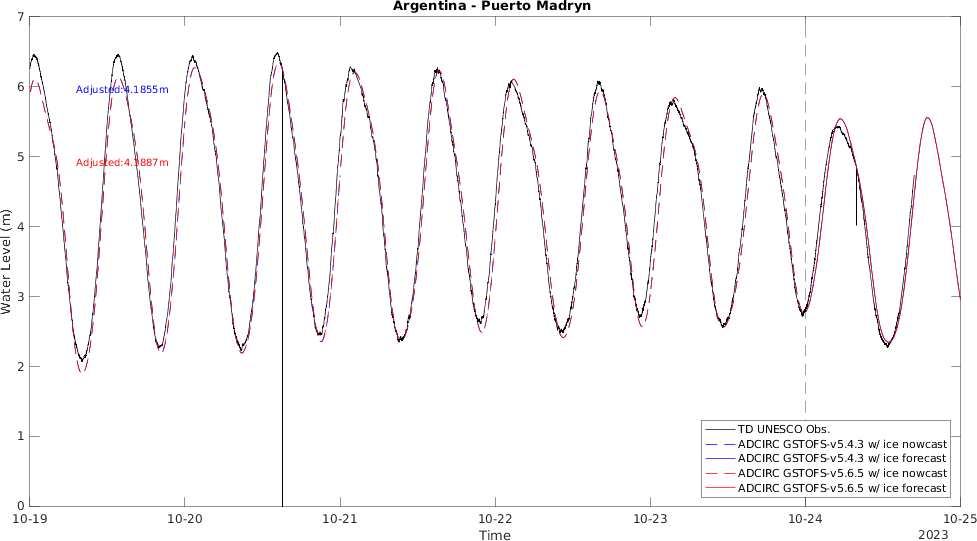 Argentina - Puerto Madryn
Water Level (m)
7
6
5
4
3
2
1
0
Adjusted:4.1855m
TD UNESCO Obs.
ADCIRC GSTOFS-v5.4.3 w/ ice nowcast
ADCIRC GSTOFS-v5.4.3 w/ ice forecast
ADCIRC GSTOFS-v5.6.5 w/ ice nowcast
ADCIRC GSTOFS-v5.6.5 w/ ice forecast
10-19
10-20
10-21
10-22
10-23
10-24
10-25
Time
2023